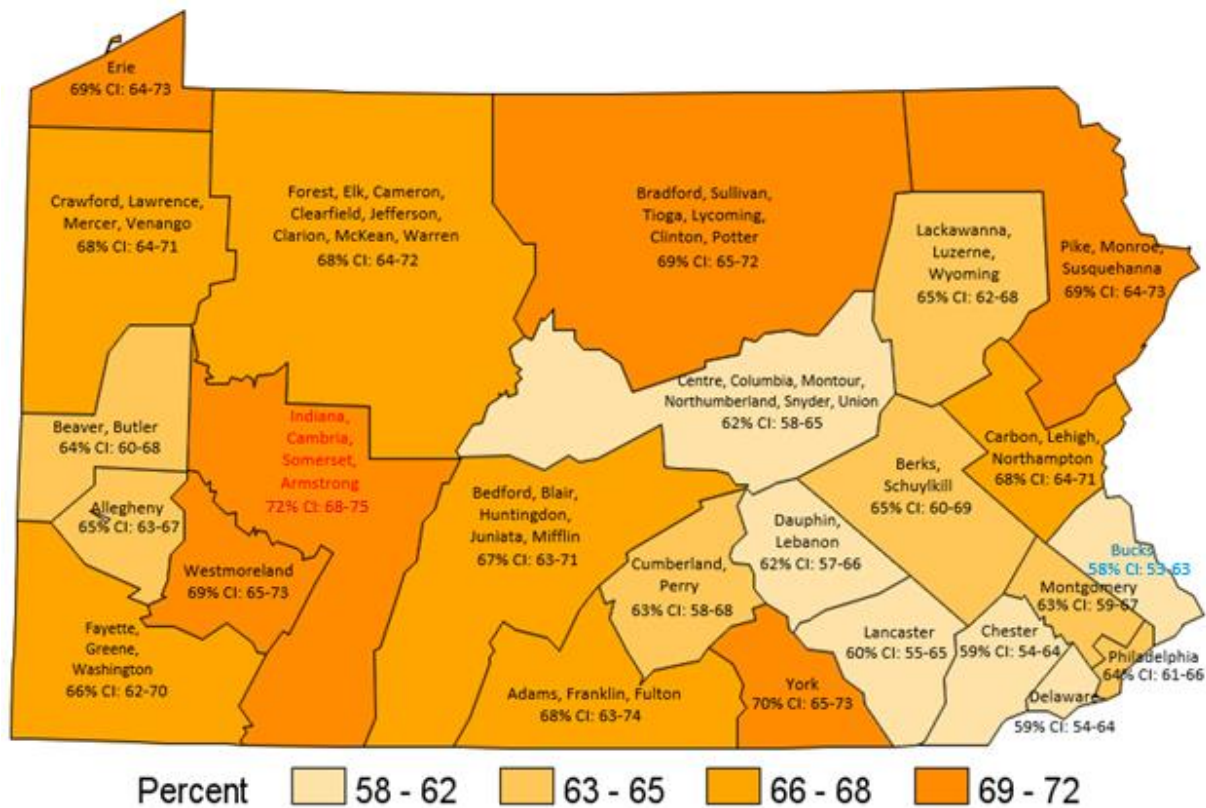 Erie
69% CI: 64-73
Crawford, Lawrence,
Mercer, Venango
68% CI: 64-71
Forest, Elk, Cameron,
Clearfield, Jefferson,
Clarion, McKean, Warren
68% CI: 64-72
Bradford, Sullivan,
Tioga, Lycoming,
Clinton, Potter
69% CI: 65-72
Lackawanna,
Luzerne,
Wyoming
65% CI: 62-68
Pike, Monroe,
Susquehanna
69% CI: 64-73
Beaver, Butler
64% CI: 60-68
Indiana,
Cambria,
Somerset,
Armstrong
72% CI: 68-75
Centre, Columbia, Montour,
Northumberland, Snyder, Union
62% CI: 58-65
Carbon, Lehigh,
Northampton
68% CI: 64-71
Allegheny
65% CI: 63-67
Bedford, Blair,
Huntingdon,
Juniata, Mifflin
67% CI: 63-71
Berks,
Schuylkill
65% CI: 60-69
Dauphin,
Lebanon
62% CI: 57-66
Bucks
58% CI: 53-63
Westmoreland
69% CI: 65-73
Cumberland,
Perry
63% CI: 58-68
Montgomery
63% CI: 59-67
Fayette,
Greene,
Washington
66% CI: 62-70
Lancaster
60% CI: 55-65
Chester
59% CI: 54-64
Philadelphia
64% CI: 61-66
Adams, Franklin, Fulton
68% CI: 63-74
York
70% CI: 65-73
Delaware
59% CI: 54-64
Percent 58 - 62 63 - 65 66 - 68 69 - 72